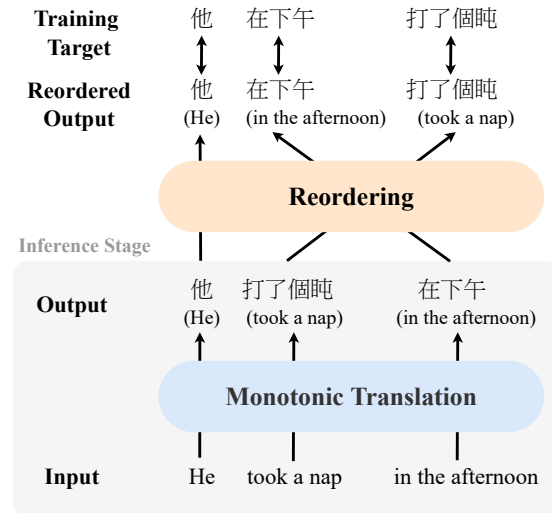 Training Target 他 在下午 打了個盹
Reordered Output 他 在下午 打了個盹
(He) (in the afternoon) (took a nap)
Reordering
Inference Stage
Output 他 打了個盹 在下午
(He) (took a nap) (in the afternoon)
Monotonic Translation
Input He took a nap in the afternoon